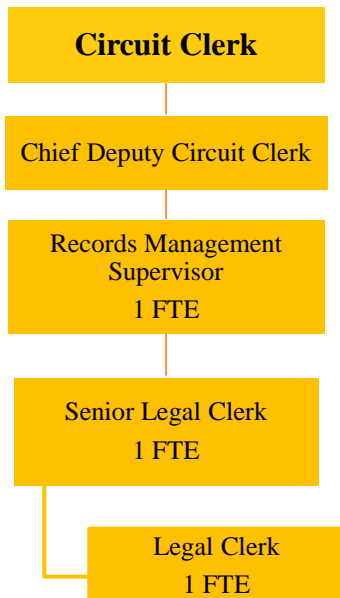 Circuit Clerk
Chief Deputy Circuit Clerk
Records Management
Supervisor
1 FTE
Senior Legal Clerk
1 FTE
Legal Clerk
1 FTE